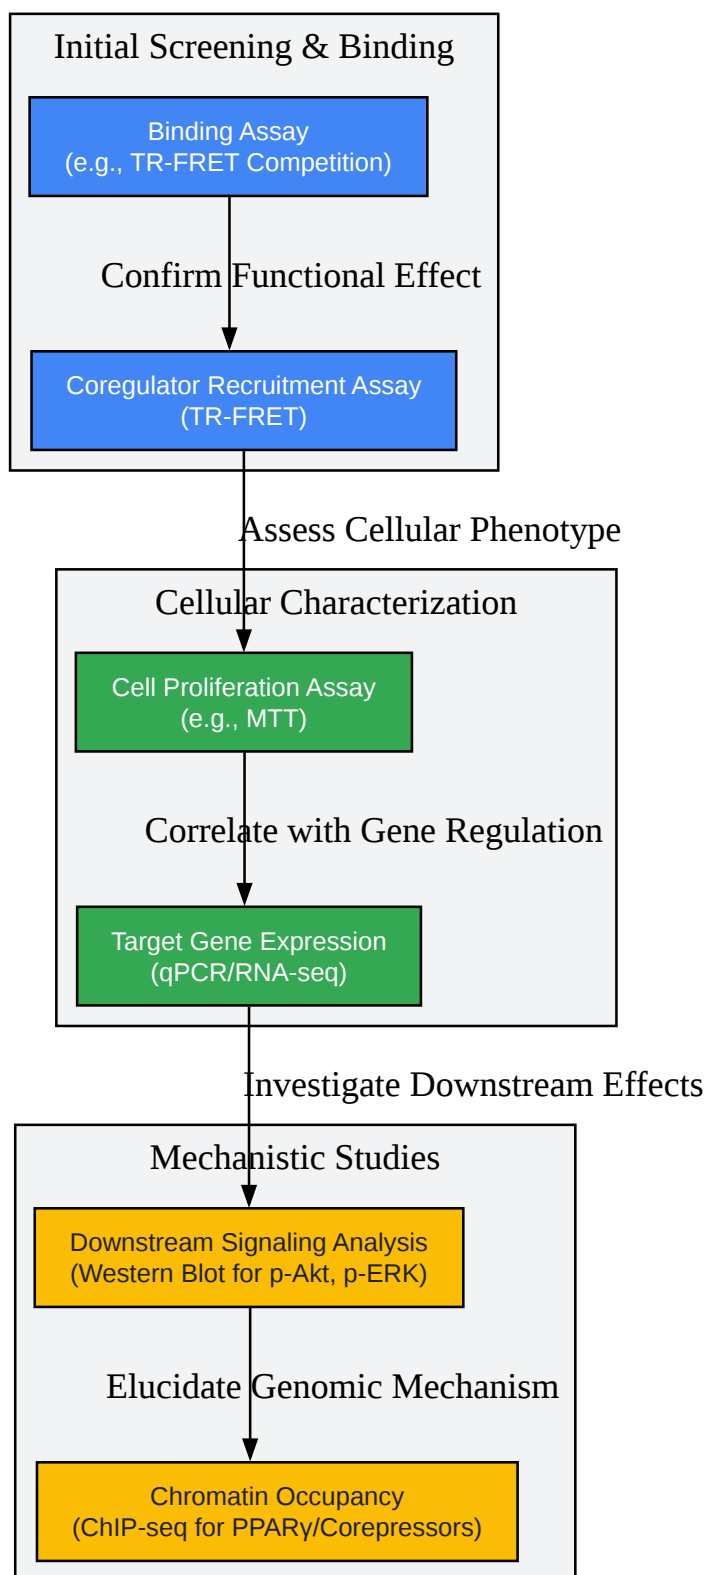 Initial Screening & Binding
Binding Assay
(e.g., TR-FRET Competition)
Confirm Functional Effect
Coregulator Recruitment Assay
(TR-FRET)
Assess Cellular Phenotype
Cellular Characterization
Cell Proliferation Assay
(e.g., MTT)
Correlate with Gene Regulation
Target Gene Expression
(qPCR/RNA-seq)
Investigate Downstream Effects
Mechanistic Studies
Downstream Signaling Analysis
(Western Blot for p-Akt, p-ERK)
Elucidate Genomic Mechanism
Chromatin Occupancy
(ChIP-seq for PPARγ/Corepressors)